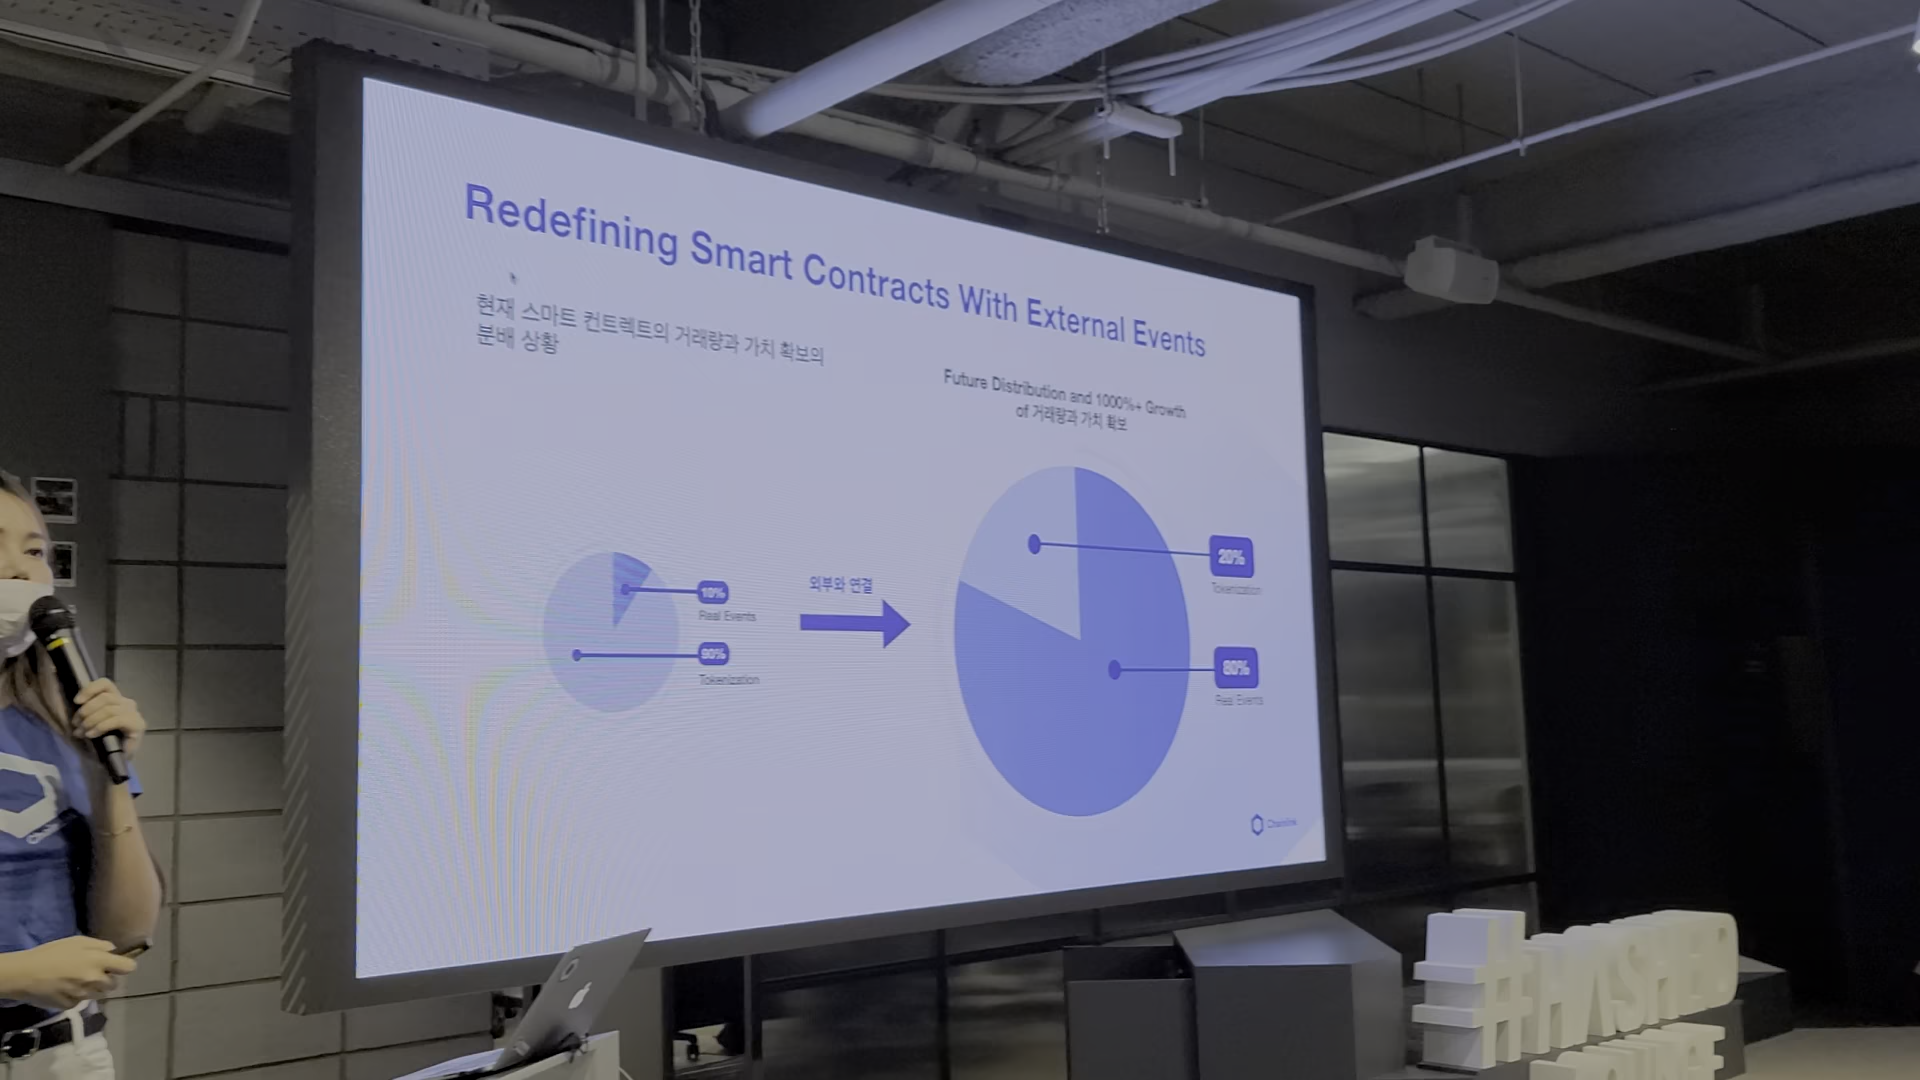 Redefining Smart Contracts With External Events
현재 스마트 컨트렉트의 거래량과 가치 확보의
분배 상황
Future Distribution and 1000%+ Growth
of 거래량과 가치 확보
10%
Real Events
90%
Tokenization
외부와 연결
20%
Tokenization
80%
Real Events
Chainlink
#HASHED